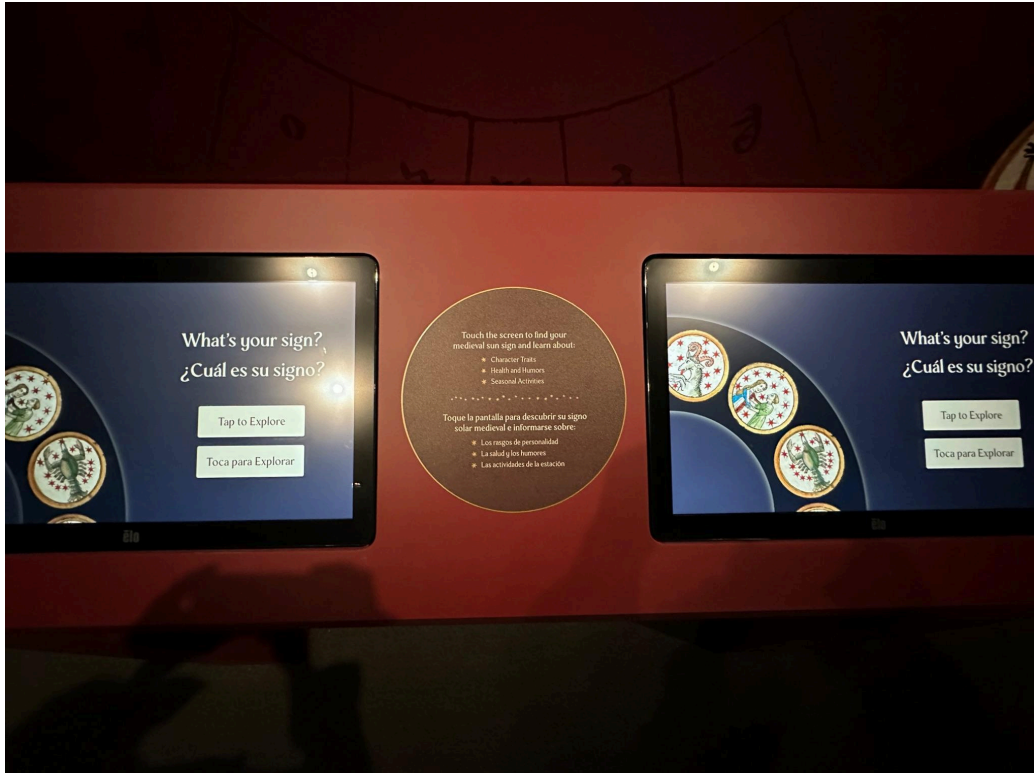 What's your sign?
¿Cuál es su signo?
Tap to Explore
Toca para Explorar
elo
Touch the screen to find your
medieval sun sign and learn about:
Character Traits
Health and Humors
Seasonal Activities
Toque la pantalla para descubrir su signo
solar medieval e informarse sobre:
Los rasgos de personalidad
La salud y los humores
Las actividades de la estación
What's your sign?
¿Cuál es su signo?
Tap to Explore
Toca para Explorar
elo